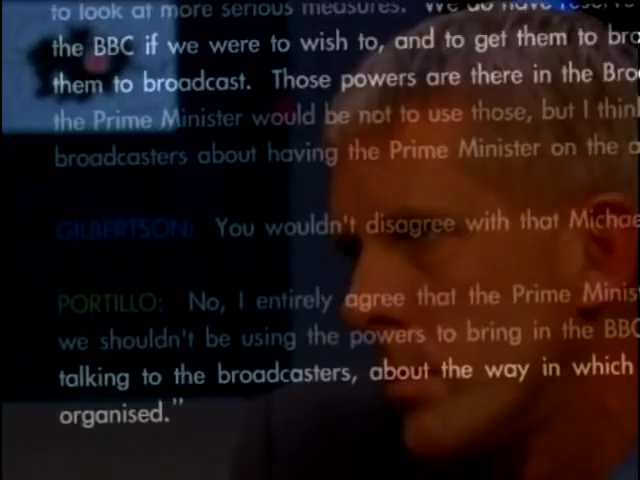 to look at more serious measures. We do have
the BBC if we were to wish to, and to get them to
them to broadcast. Those powers are there in the
the Prime Minister would be not to use those, but I
broadcasters about having the Prime Minister on the
GILBERTSON: You wouldn't disagree with that
PORTILLO: No, I entirely agree that the Prime
we shouldn't be using the powers to bring in the BBC
talking to the broadcasters, about the way in which
organised."